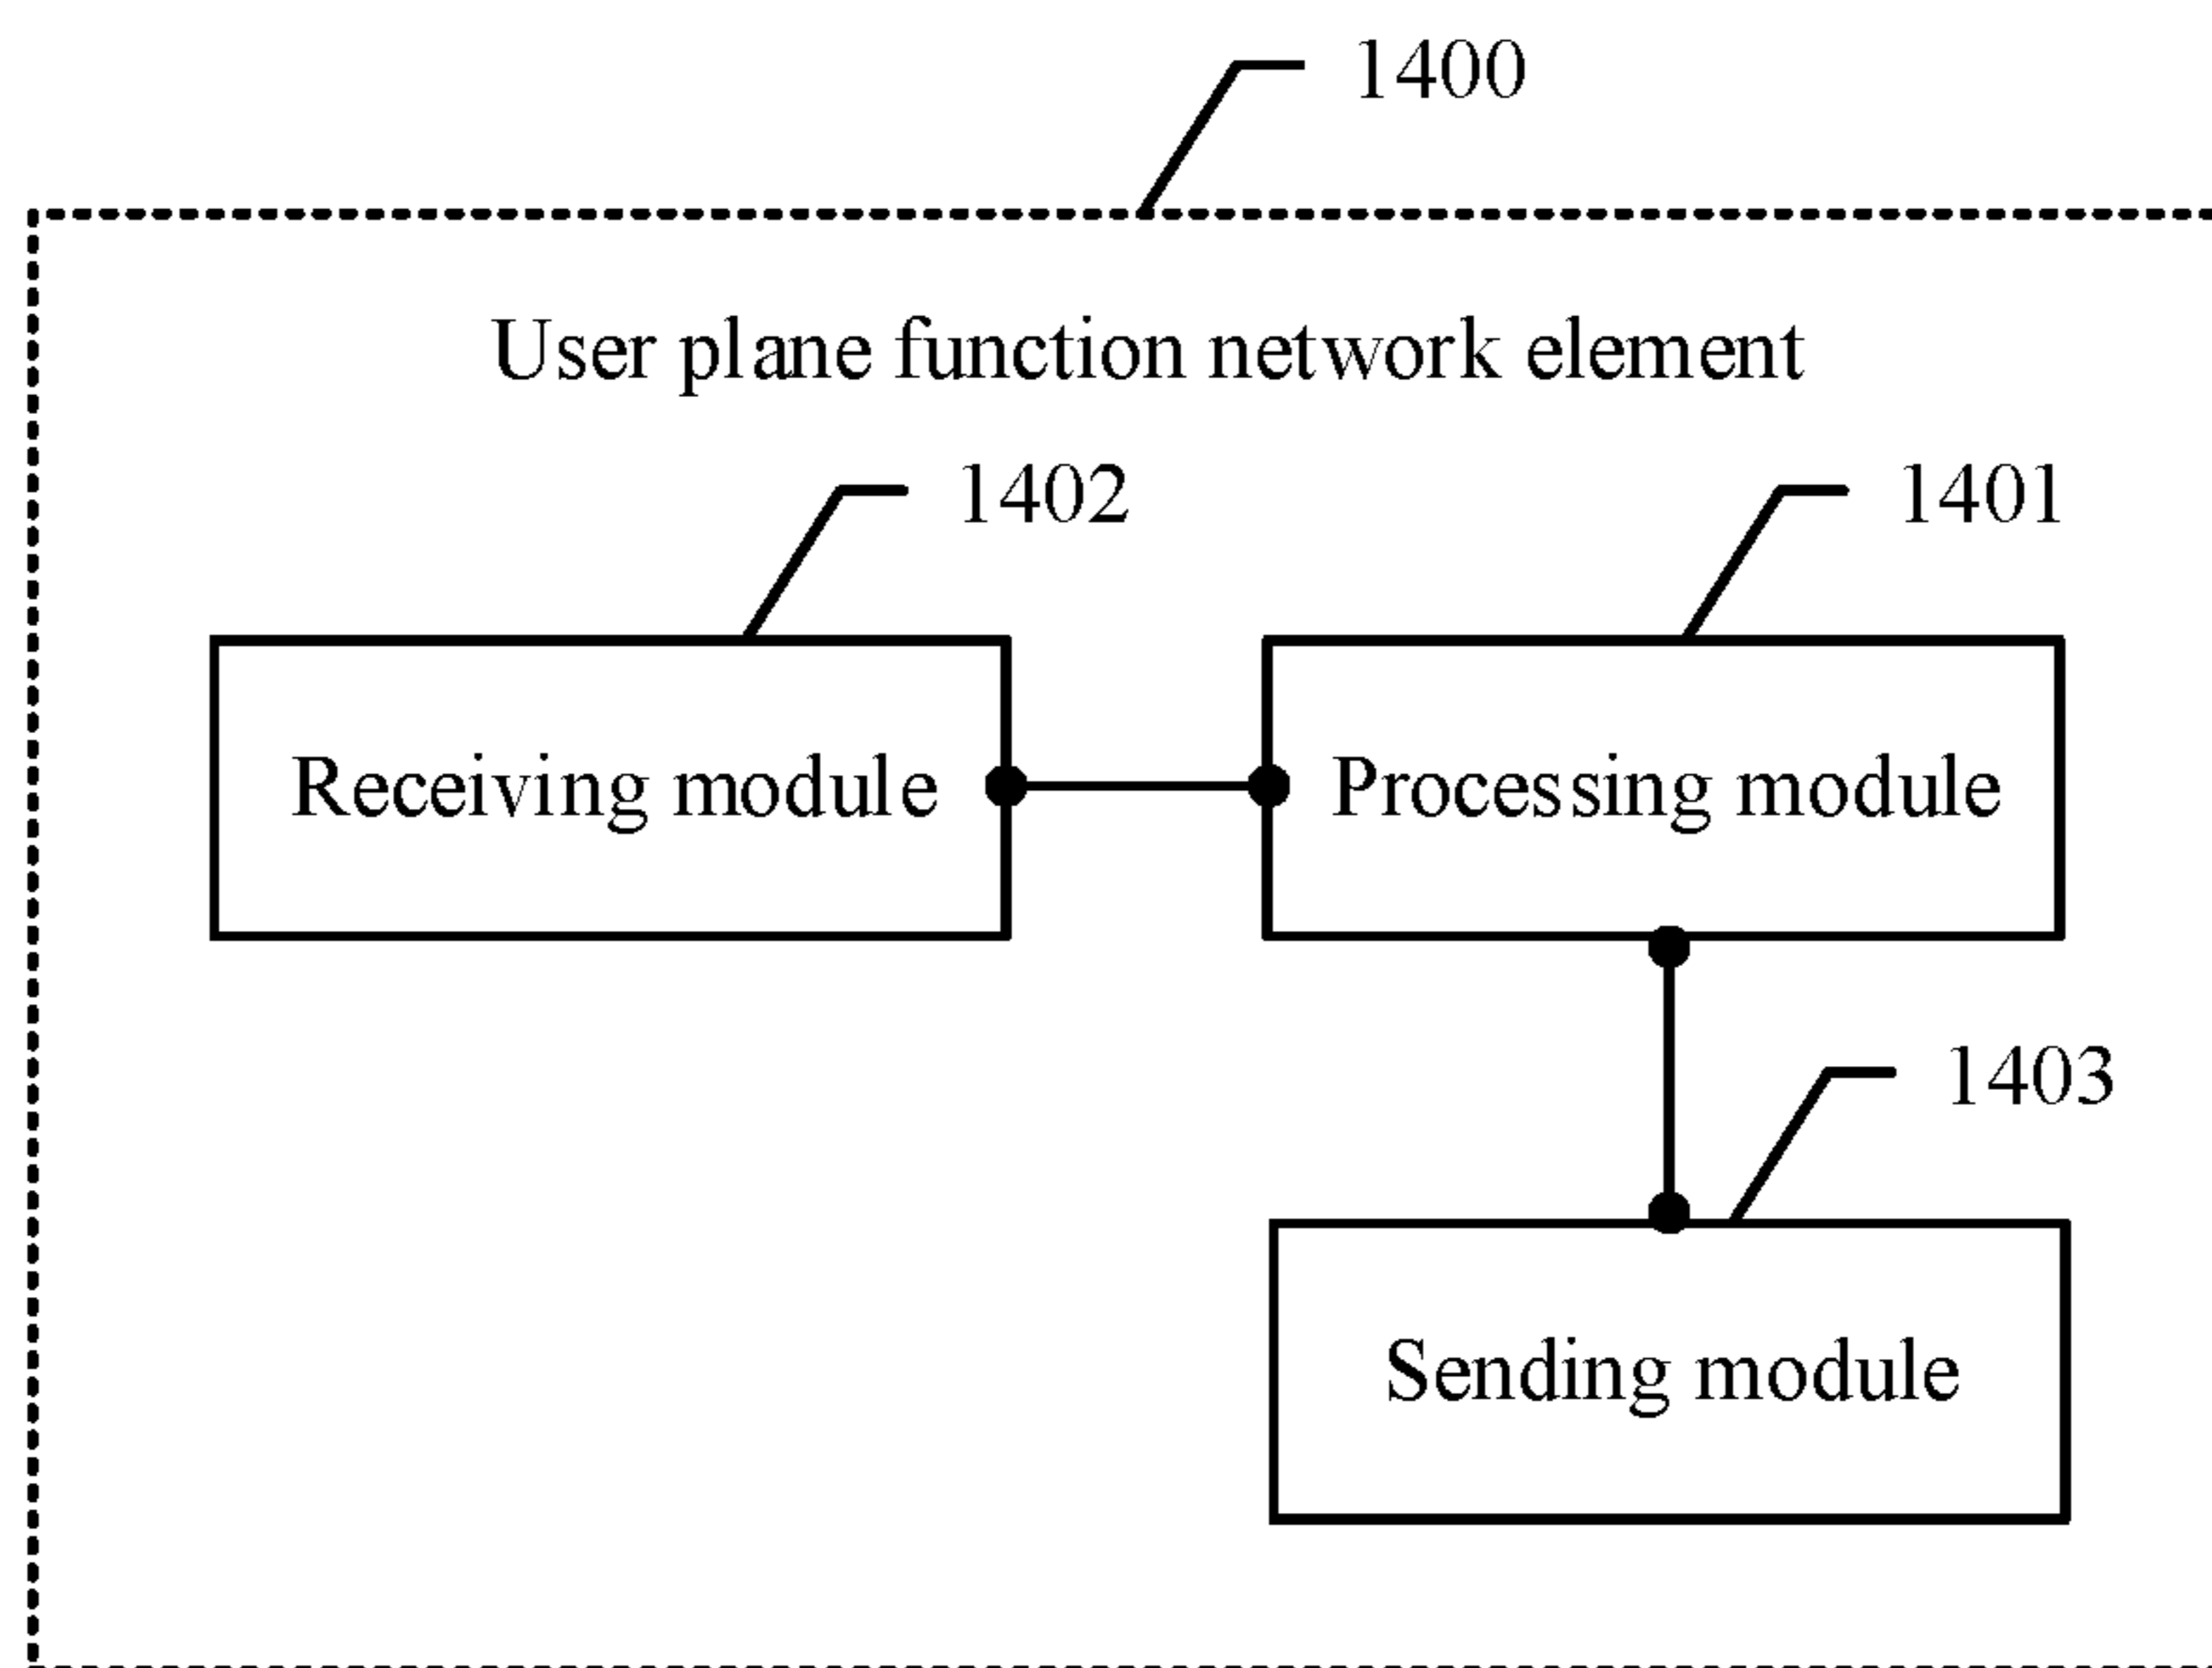 1400
User plane function network element
1402
1401
Receiving module
Processing module
1403
Sending module